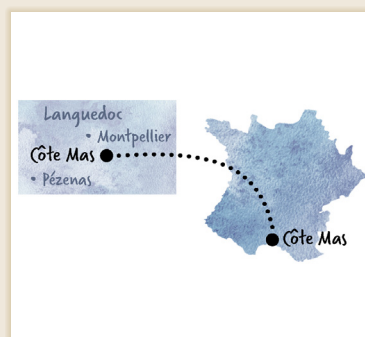 Languedoc
• Montpellier
Côte Mas
• Pézenas
Côte Mas